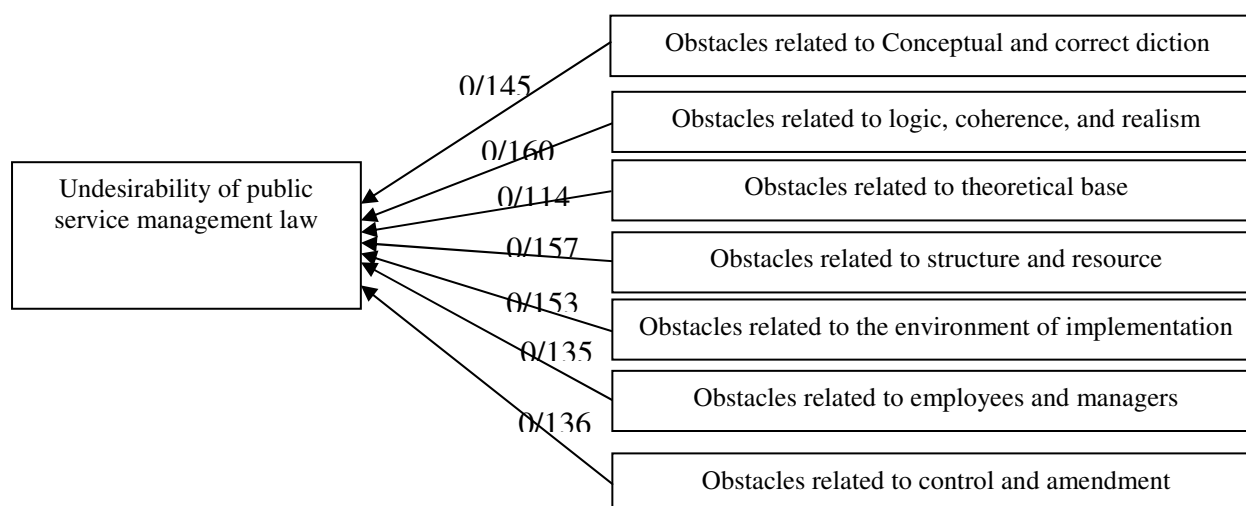 Obstacles related to Conceptual and correct diction
0/145
Obstacles related to logic, coherence, and realism
0/160
Undesirability of public
service management law
Obstacles related to theoretical base
0/114
0/157
Obstacles related to structure and resource
0/153
Obstacles related to the environment of implementation
0/135
Obstacles related to employees and managers
0/136
Obstacles related to control and amendment